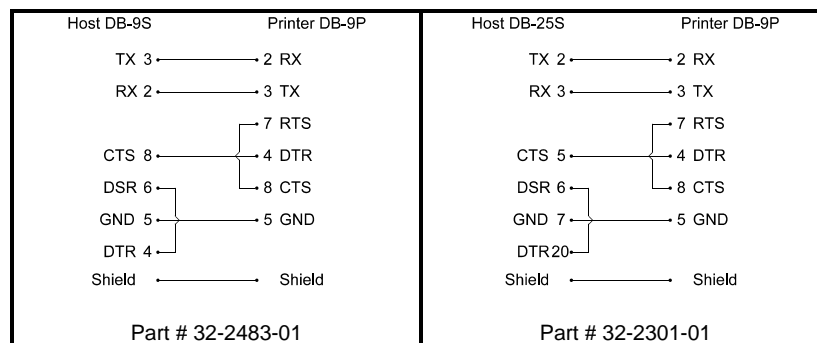 Host DB-9S Printer DB-9P
TX 3 2 RX
RX 2 3 TX
7 RTS
CTS 8 4 DTR
DSR 6 8 CTS
GND 5 5 GND
DTR 4
Shield Shield
Part # 32-2483-01
Host DB-25S Printer DB-9P
TX 2 2 RX
RX 3 3 TX
7 RTS
CTS 5 4 DTR
DSR 6 8 CTS
GND 7 5 GND
DTR 20
Shield Shield
Part # 32-2301-01